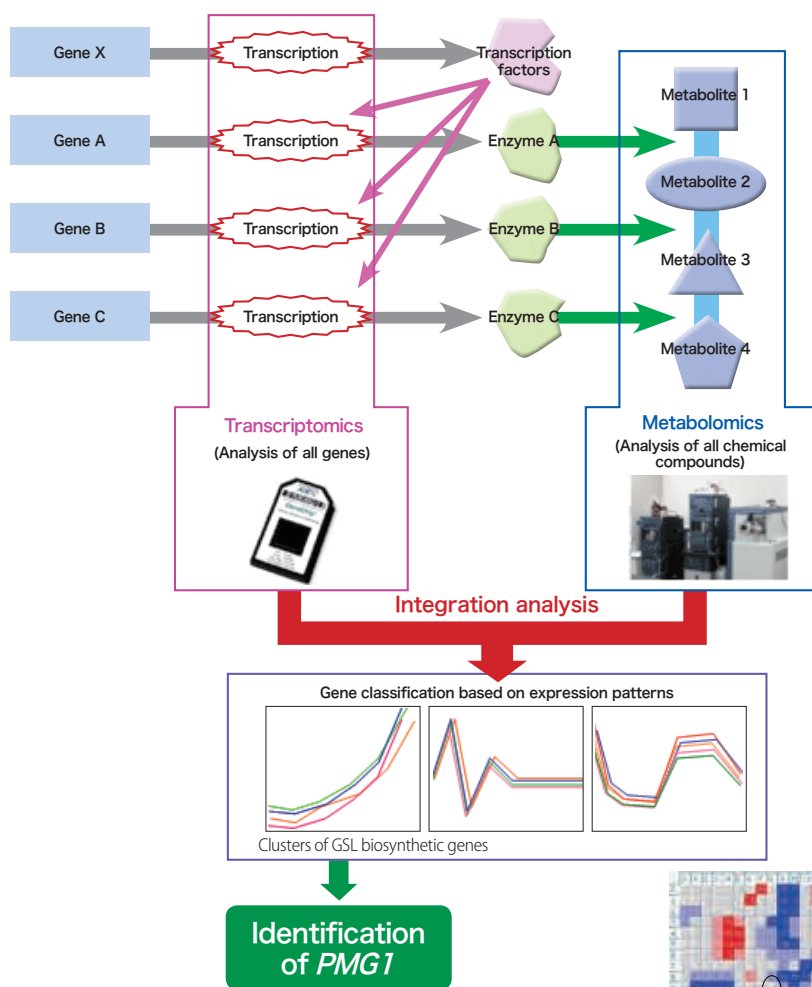 Gene X
Transcription
Transcription
factors
Gene A
Transcription
Enzyme A
Gene B
Transcription
Enzyme B
Gene C
Transcription
Enzyme C
Metabolite 1
Metabolite 2
Metabolite 3
Metabolite 4
Transcriptomics
(Analysis of all genes)
Metabolomics
(Analysis of all chemical
compounds)
Integration analysis
Gene classification based on expression patterns
Clusters of GSL biosynthetic genes
Identification
of PMG1